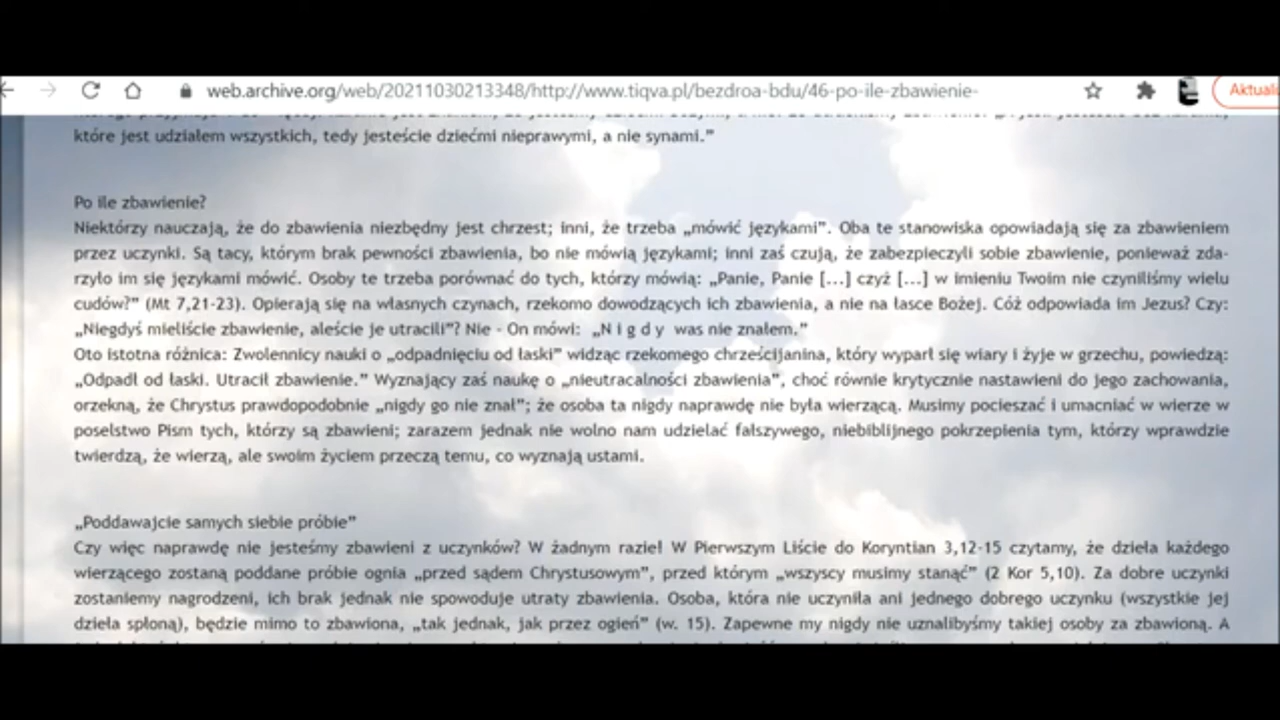 web.archive.org/web/20211030213348/http://www.tiqva.pl/bezdroa-bdu/46-po-ile-zbawienie-
które jest udziałem wszystkich, tedy jesteście dziećmi nieprawymi, a nie synami.”
Po ile zbawienie?
Niektórzy nauczają, że do zbawienia niezbędny jest chrzest; inni, że trzeba „mówić językami”. Oba te stanowiska opowiadają się za zbawieniem
przez uczynki. Są tacy, którym brak pewności zbawienia, bo nie mówią językami; inni zaś czują, że zabezpieczyli sobie zbawienie, ponieważ zda-
rzyło im się językami mówić. Osoby te trzeba porównać do tych, którzy mówią: „Panie, Panie [...] czyż [...] w imieniu Twoim nie czyniliśmy wielu
cudów?” (Mt 7,21-23). Opierają się na własnych czynach, rzekomo dowodzących ich zbawienia, a nie na łasce Bożej. Cóż odpowiada im Jezus? Czy:
„Niegdyś mieliście zbawienie, aleście je utracili”? Nie - On mówi: „N i g d y was nie znałem.”
Oto istotna różnica: Zwolennicy nauki o „odpadnięciu od łaski” widząc rzekomego chrześcijanina, który wyparł się wiary i żyje w grzechu, powiedzą:
„Odpadł od łaski. Utracił zbawienie.” Wyznający zaś naukę o „nieutracalności zbawienia”, choć równie krytycznie nastawieni do jego zachowania,
orzekną, że Chrystus prawdopodobnie „nigdy go nie znał”; że osoba ta nigdy naprawdę nie była wierzącą. Musimy pocieszać i umacniać w wierze w
poselstwo Pism tych, którzy są zbawieni; zarazem jednak nie wolno nam udzielać fałszywego, niebiblijnego pokrzepienia tym, którzy wprawdzie
twierdzą, że wierzą, ale swoim życiem przeczą temu, co wyznają ustami.
„Poddawajcie samych siebie próbie”
Czy więc naprawdę nie jesteśmy zbawieni z uczynków? W żadnym razie! W Pierwszym Liście do Koryntian 3,12-15 czytamy, że dzieła każdego
wierzącego zostaną poddane próbie ognia „przed sądem Chrystusowym”, przed którym „wszyscy musimy stanąć” (2 Kor 5,10). Za dobre uczynki
zostaniemy nagrodzeni, ich brak jednak nie spowoduje utraty zbawienia. Osoba, która nie uczyniła ani jednego dobrego uczynku (wszystkie jej
dzieła spłoną), będzie mimo to zbawiona, „tak jednak, jak przez ogień” (w. 15). Zapewne my nigdy nie uznalibyśmy takiej osoby za zbawioną. A